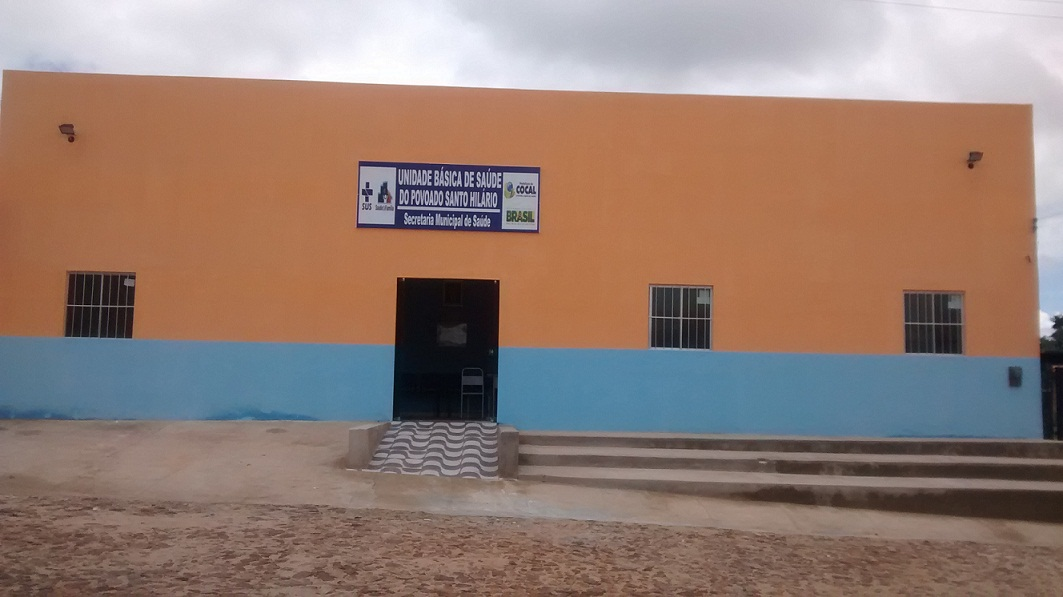 UNIDADE BÁSICA DE SAÚDE
DO POVOADO SANTO HILÁRIO
Secretaria Municipal de Saúde
SUS
COCAL
BRASIL